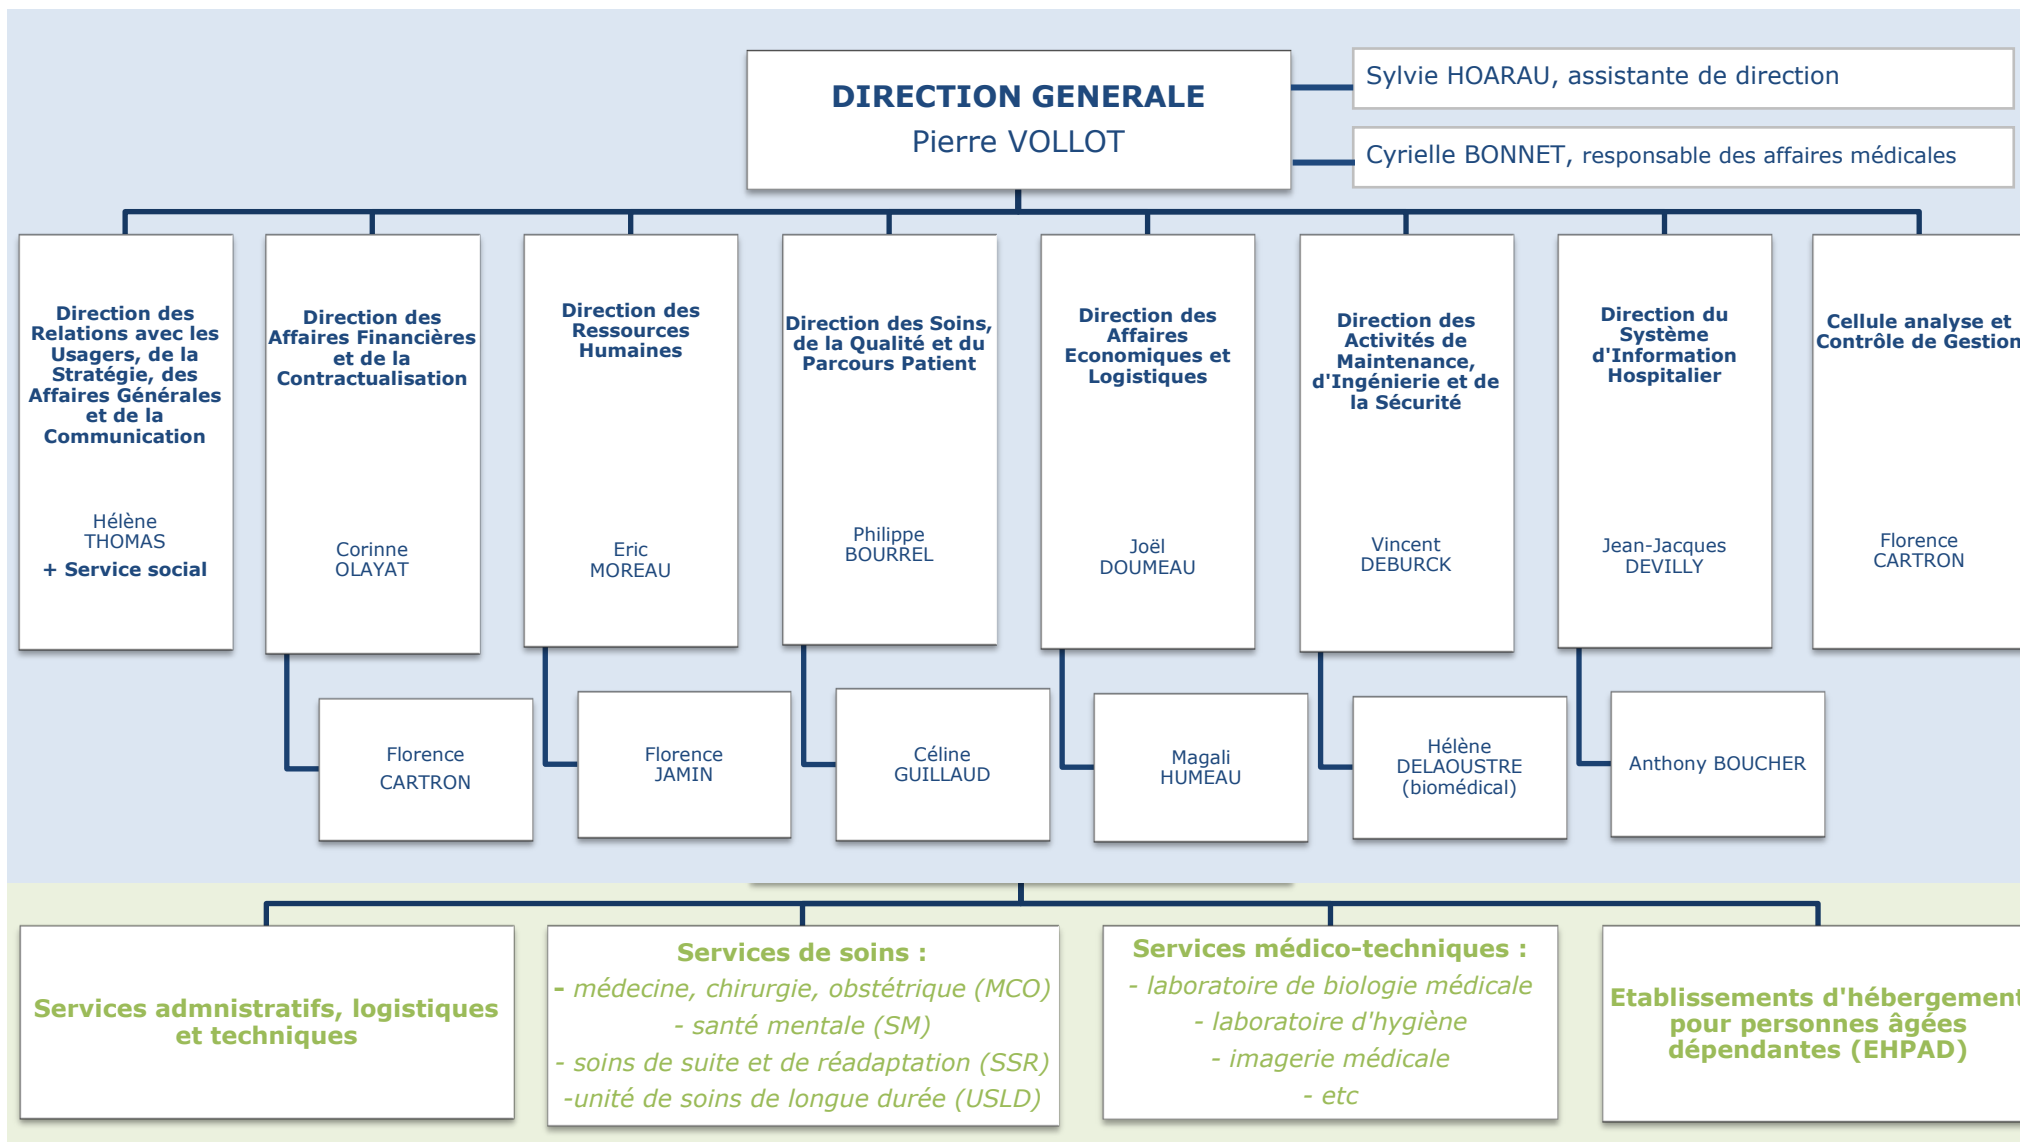 DIRECTION GENERALE
Pierre VOLLOT
Sylvie HOARAU, assistante de direction
Cyrielle BONNET, responsable des affaires médicales
Direction des
Relations avec les
Usagers, de la
Stratégie, des
Affaires Générales
et de la
Communication
Hélène
THOMAS
+ Service social
Direction des
Affaires Financières
et de la
Contractualisation
Corinne
OLAYAT
Direction des
Ressources
Humaines
Eric
MOREAU
Direction des Soins,
de la Qualité et du
Parcours Patient
Philippe
BOURREL
Direction des
Affaires
Economiques et
Logistiques
Joël
DOUMEAU
Direction des
Activités de
Maintenance,
d'Ingénierie et de
la Sécurité
Vincent
DEBURCK
Direction du
Système
d'Information
Hospitalier
Jean-Jacques
DEVILLY
Cellule analyse et
Contrôle de Gestion
Florence
CARTRON
Florence
CARTRON
Florence
JAMIN
Céline
GUILLAUD
Magali
HUMEAU
Hélène
DELAOUSTRE
(biomédical)
Anthony BOUCHER
Services admnistratifs, logistiques
et techniques
Services de soins :
- médecine, chirurgie, obstétrique (MCO)
- santé mentale (SM)
- soins de suite et de réadaptation (SSR)
-unité de soins de longue durée (USLD)
Services médico-techniques :
- laboratoire de biologie médicale
- laboratoire d'hygiène
- imagerie médicale
- etc
Etablissements d'hébergement
pour personnes âgées
dépendantes (EHPAD)